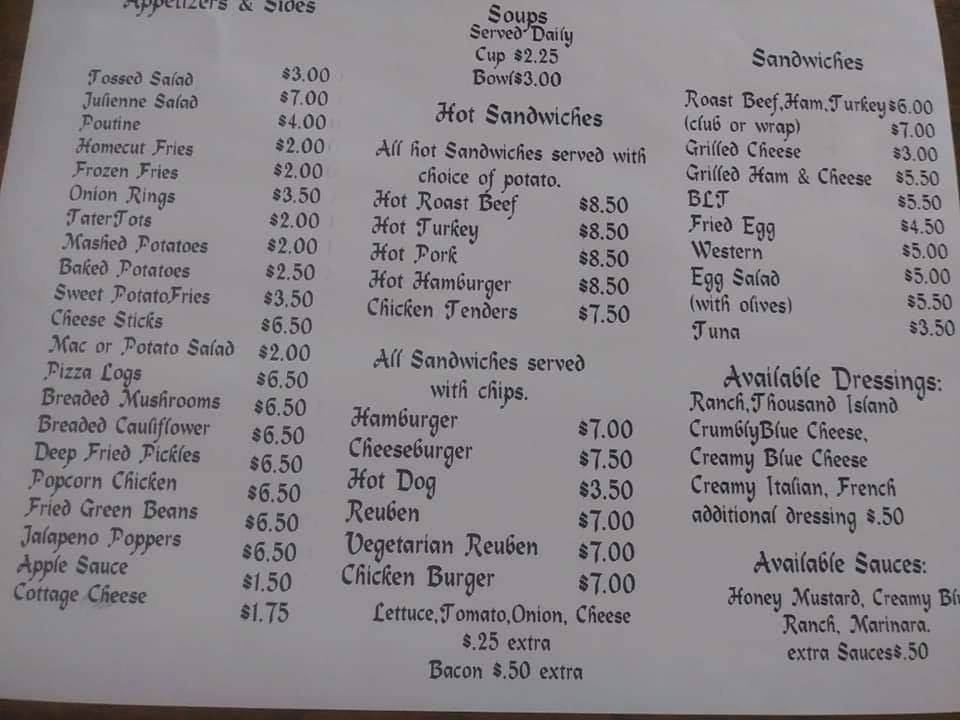 Appetizers & Sides
Tossed Salad $3.00
Julienne Salad $7.00
Poutine $4.00
Homecut Fries $2.00
Frozen Fries $2.00
Onion Rings $3.50
TaterTots $2.00
Mashed Potatoes $2.00
Baked Potatoes $2.50
Sweet PotatoFries $3.50
Cheese Sticks $6.50
Mac or Potato Salad $2.00
Pizza Logs $6.50
Breaded Mushrooms $6.50
Breaded Cauliflower $6.50
Deep Fried Pickles $6.50
Popcorn Chicken $6.50
Fried Green Beans $6.50
Jalapeno Poppers $6.50
Apple Sauce $1.50
Cottage Cheese $1.75
Soups
Served Daily
Cup $2.25
Bowl$3.00
Hot Sandwiches
All hot Sandwiches served with
choice of potato.
Hot Roast Beef $8.50
Hot Turkey $8.50
Hot Pork $8.50
Hot Hamburger $8.50
Chicken Tenders $7.50
All Sandwiches served
with chips.
Hamburger $7.00
Cheeseburger $7.50
Hot Dog $3.50
Reuben $7.00
Vegetarian Reuben $7.00
Chicken Burger $7.00
Lettuce,Tomato,Onion, Cheese
$.25 extra
Bacon $.50 extra
Sandwiches
Roast Beef,Ham,Turkey$6.00
(club or wrap) $7.00
Grilled Cheese $3.00
Grilled Ham & Cheese $5.50
BLT $5.50
Fried Egg $4.50
Western $5.00
Egg Salad $5.00
(with olives) $5.50
Tuna $3.50
Available Dressings:
Ranch,Thousand Island
CrumblyBlue Cheese,
Creamy Blue Cheese
Creamy Italian, French
additional dressing $.50
Available Sauces:
Honey Mustard, Creamy
Ranch, Marinara.
extra Sauces$.50